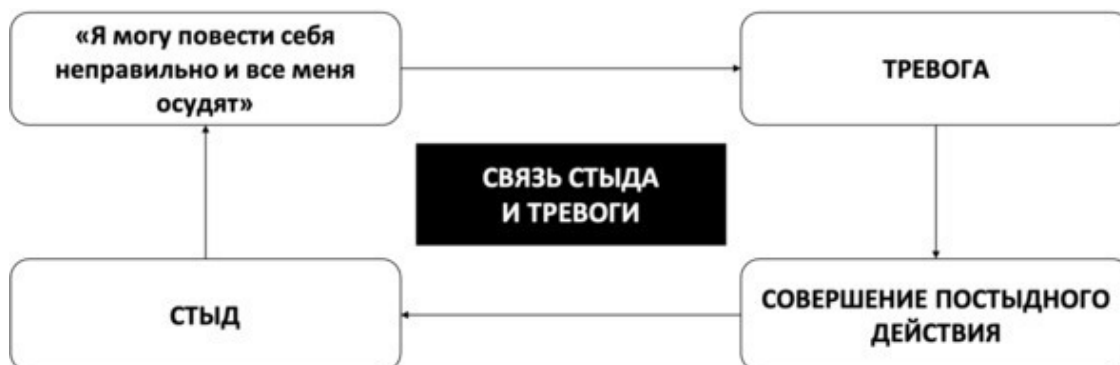 «Я могу повести себя
неправильно и все меня
осудят»
ТРЕВОГА
СВЯЗЬ СТЫДА
И ТРЕВОГИ
СТЫД
СОВЕРШЕНИЕ ПОСТЫДНОГО
ДЕЙСТВИЯ